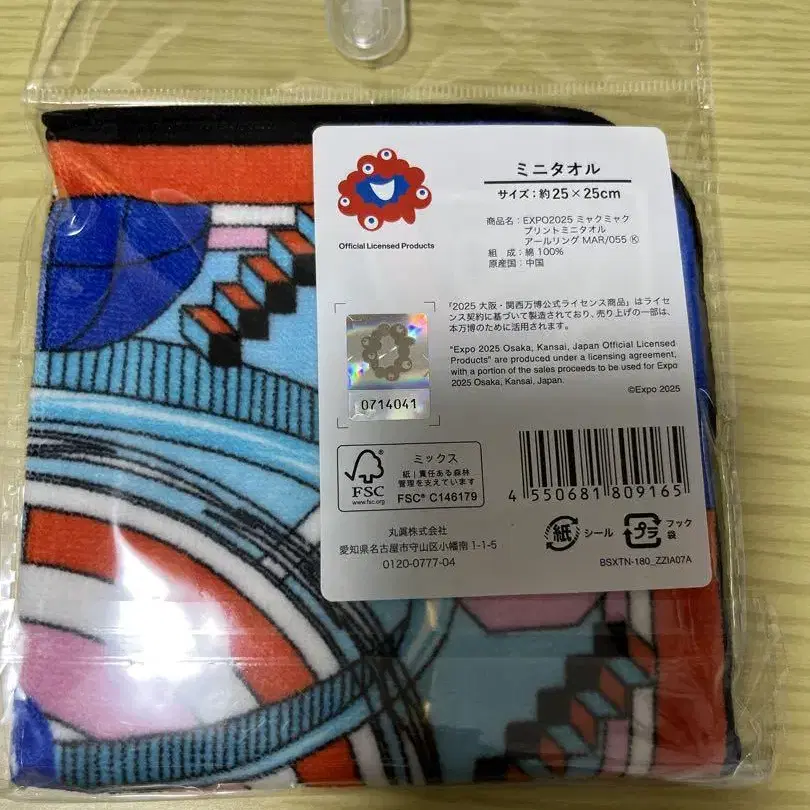 ミニタオル
サイズ：約25×25cm
Official Licensed Products
商品名：EXPO2025 ミャクミャク
プリントミニタオル
アールリング MAR/055 Ⓚ
組　成：綿 100%
原産国：中国
「2025 大阪・関西万博公式ライセンス商品」はライセ
ンス契約に基づいて製造されており、売り上げの一部は、
本万博のために活用されます。
"Expo 2025 Osaka, Kansai, Japan Official Licensed
Products" are produced under a licensing agreement,
with a portion of the sales proceeds to be used for Expo
2025 Osaka, Kansai, Japan.
©Expo 2025
0714041
FSC
www.fsc.org
ミックス
紙｜責任ある森林
管理を支えています
FSC® C146179
4 550681 809165
丸眞株式会社
愛知県名古屋市守山区小幡南 1-1-5
0120-0777-04
紙 シール
プラ フック
袋
BSXTN-180_ZZIA07A